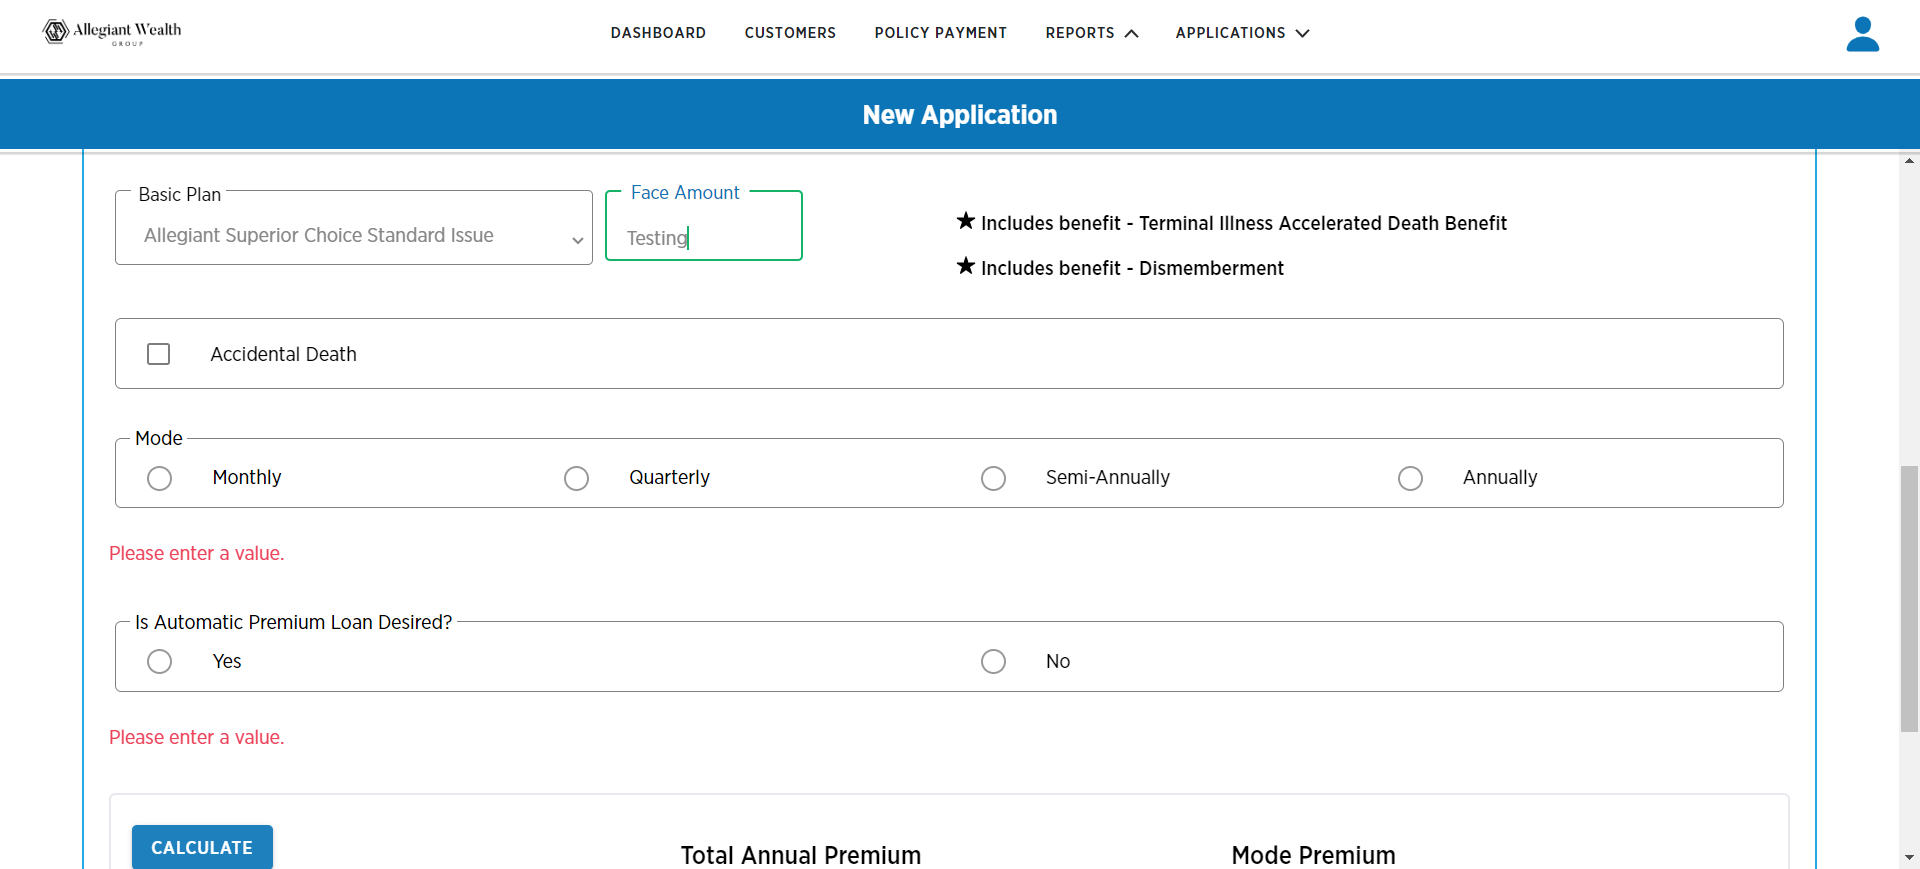 Allegiant Wealth
GROUP
DASHBOARD CUSTOMERS POLICY PAYMENT REPORTS APPLICATIONS
New Application
Basic Plan
Allegiant Superior Choice Standard Issue
Face Amount
Testing
★ Includes benefit - Terminal Illness Accelerated Death Benefit
★ Includes benefit - Dismemberment
Accidental Death
Mode
Monthly Quarterly Semi-Annually Annually
Please enter a value.
Is Automatic Premium Loan Desired?
Yes No
Please enter a value.
CALCULATE Total Annual Premium Mode Premium